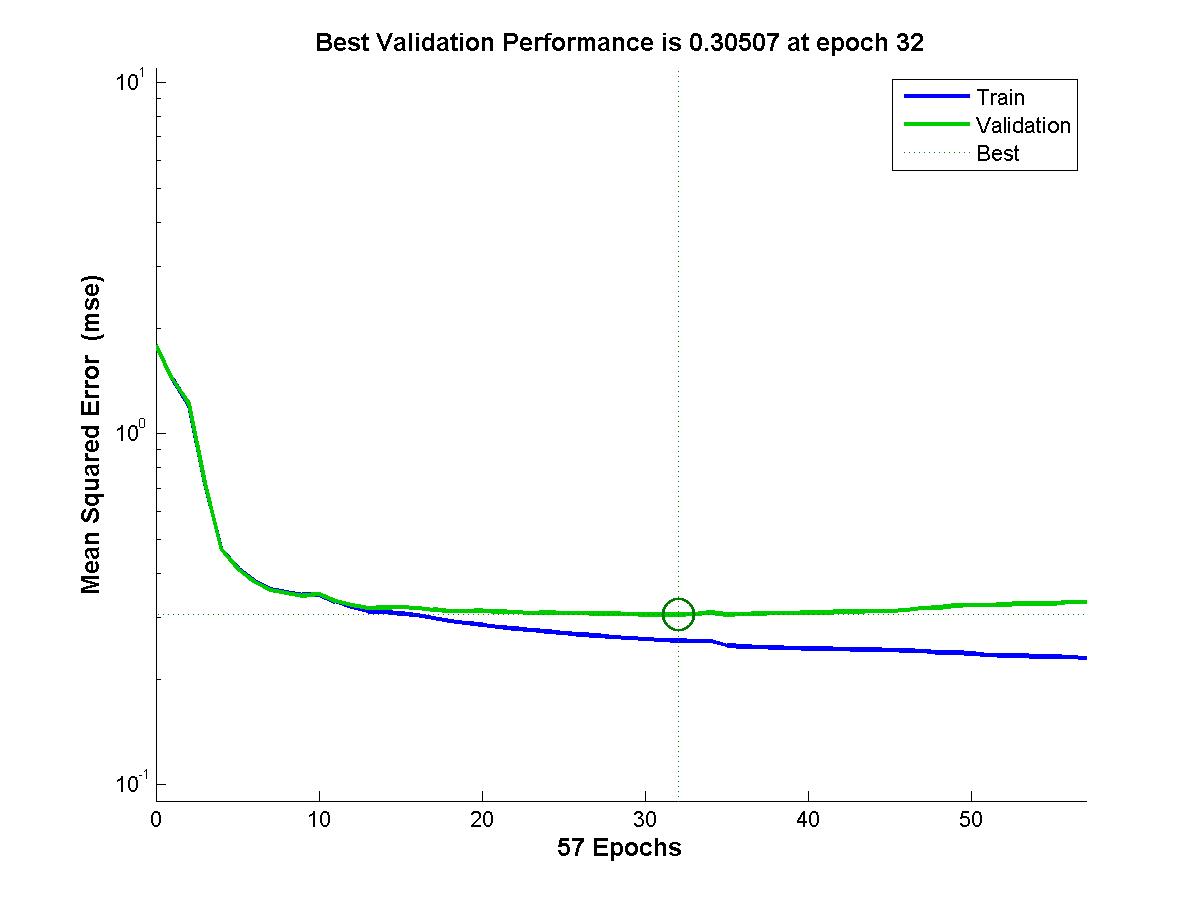 Best Validation Performance is 0.30507 at epoch 32
Train
Validation
Best
Mean Squared Error (mse)
10^1
10^0
10^-1
0 10 20 30 40 50
57 Epochs